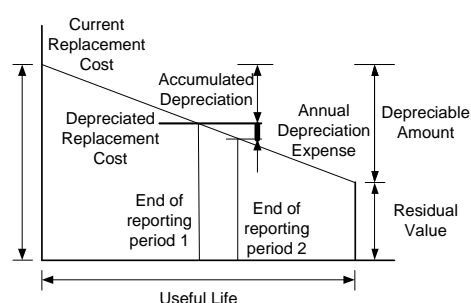 Current
Replacement
Cost
Accumulated
Depreciation
Depreciated
Replacement
Cost
Annual
Depreciation
Expense
Depreciable
Amount
End of
reporting
period 1
End of
reporting
period 2
Residual
Value
Useful Life